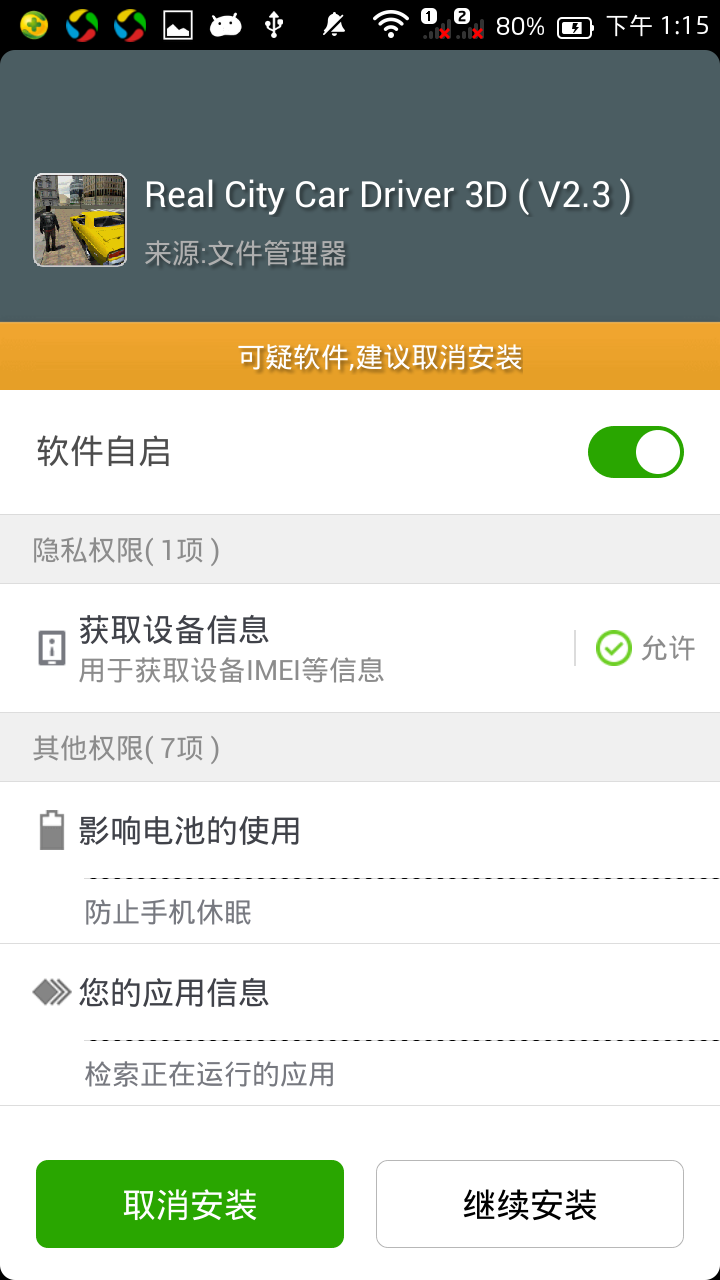 1 2 80% 下午 1:15
Real City Car Driver 3D ( V2.3 )
来源:文件管理器
可疑软件,建议取消安装
软件自启
隐私权限( 1项 )
获取设备信息
用于获取设备IMEI等信息
允许
其他权限( 7项 )
影响电池的使用
防止手机休眠
您的应用信息
检索正在运行的应用
取消安装
继续安装